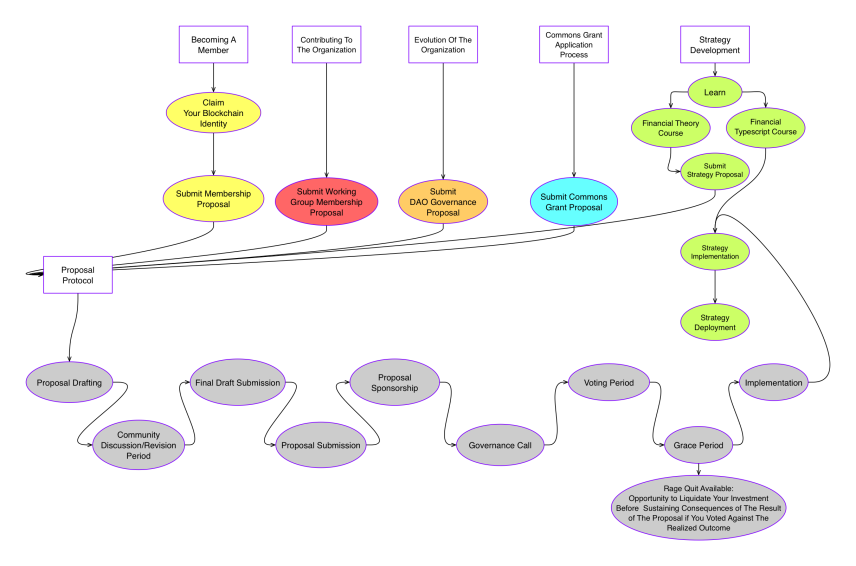 Becoming A
Member
Contributing To
The Organization
Evolution Of The
Organization
Commons Grant
Application
Process
Strategy
Development
Claim
Your Blockchain
Identity
Learn
Financial Theory
Course
Financial
Typescript Course
Submit
Strategy Proposal
Submit Membership
Proposal
Submit Working
Group Membership
Proposal
Submit
DAO Governance
Proposal
Submit Commons
Grant Proposal
Strategy
Implementation
Proposal
Protocol
Strategy
Deployment
Proposal Drafting
Final Draft Submission
Proposal
Sponsorship
Voting Period
Implementation
Community
Discussion/Revision
Period
Proposal Submission
Governance Call
Grace Period
Rage Quit Available:
Opportunity to Liquidate Your Investment
Before Sustaining Consequences of The Result
of The Proposal if You Voted Against The
Realized Outcome